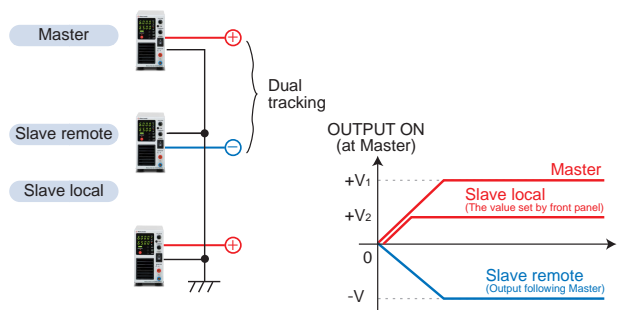 Master
Slave remote
Slave local
+
−
+
Dual
tracking
OUTPUT ON
(at Master)
+V1
+V2
0
-V
Master
Slave local
(The value set by front panel)
Slave remote
(Output following Master)